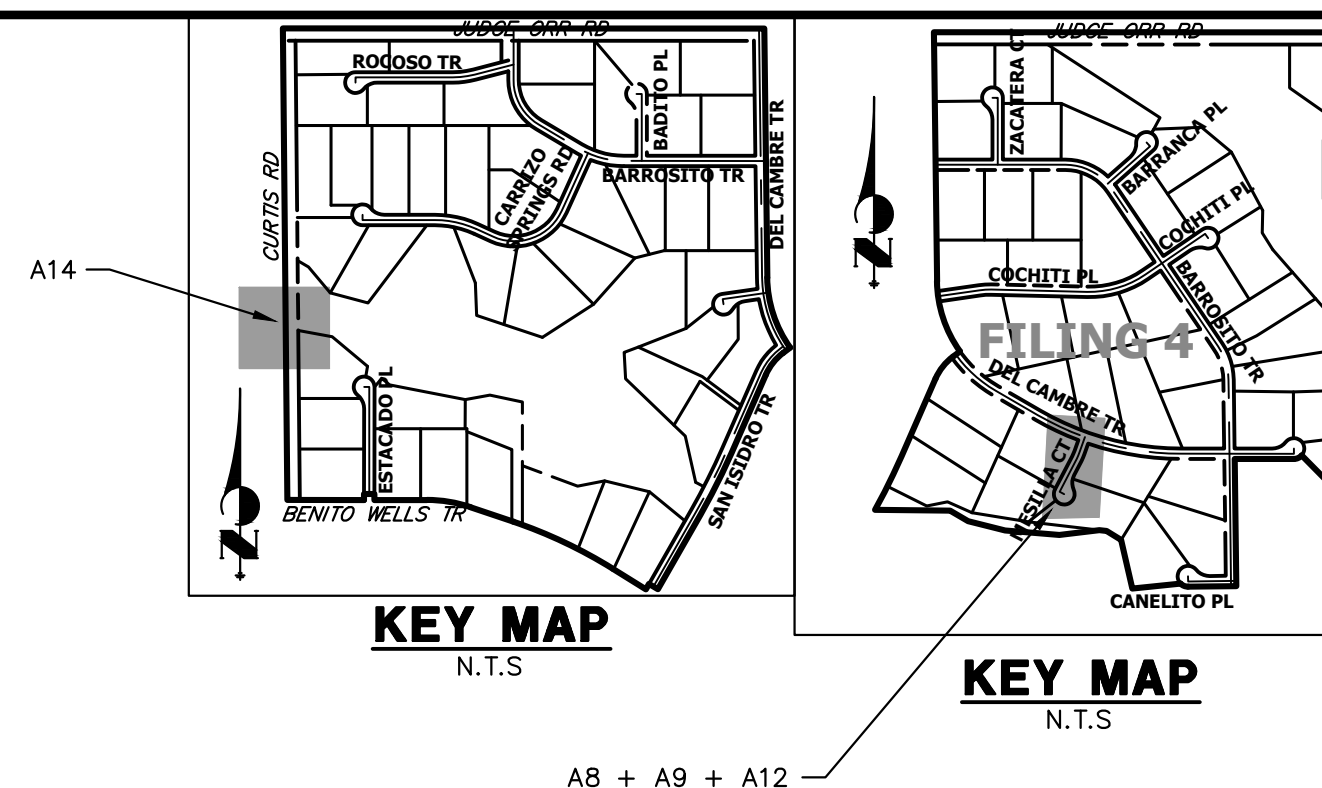 JUDGE ORR RD
ROCOSO TR
BADITO PL
DEL CAMBRE TR
CURTIS RD
CARRIZO
SPRINGS RD
BARROSITO TR
A14
ESTACADO PL
SAN ISIDRO TR
BENITO WELLS TR
N
KEY MAP
N.T.S
JUDGE ORR RD
ZACATERA CT
BARRANCA PL
COCHITI PL
COCHITI PL
BARROSITO TR
FILING 4
DEL CAMBRE TR
MESILLA CT
CANELITO PL
N
KEY MAP
N.T.S
A8 + A9 + A12